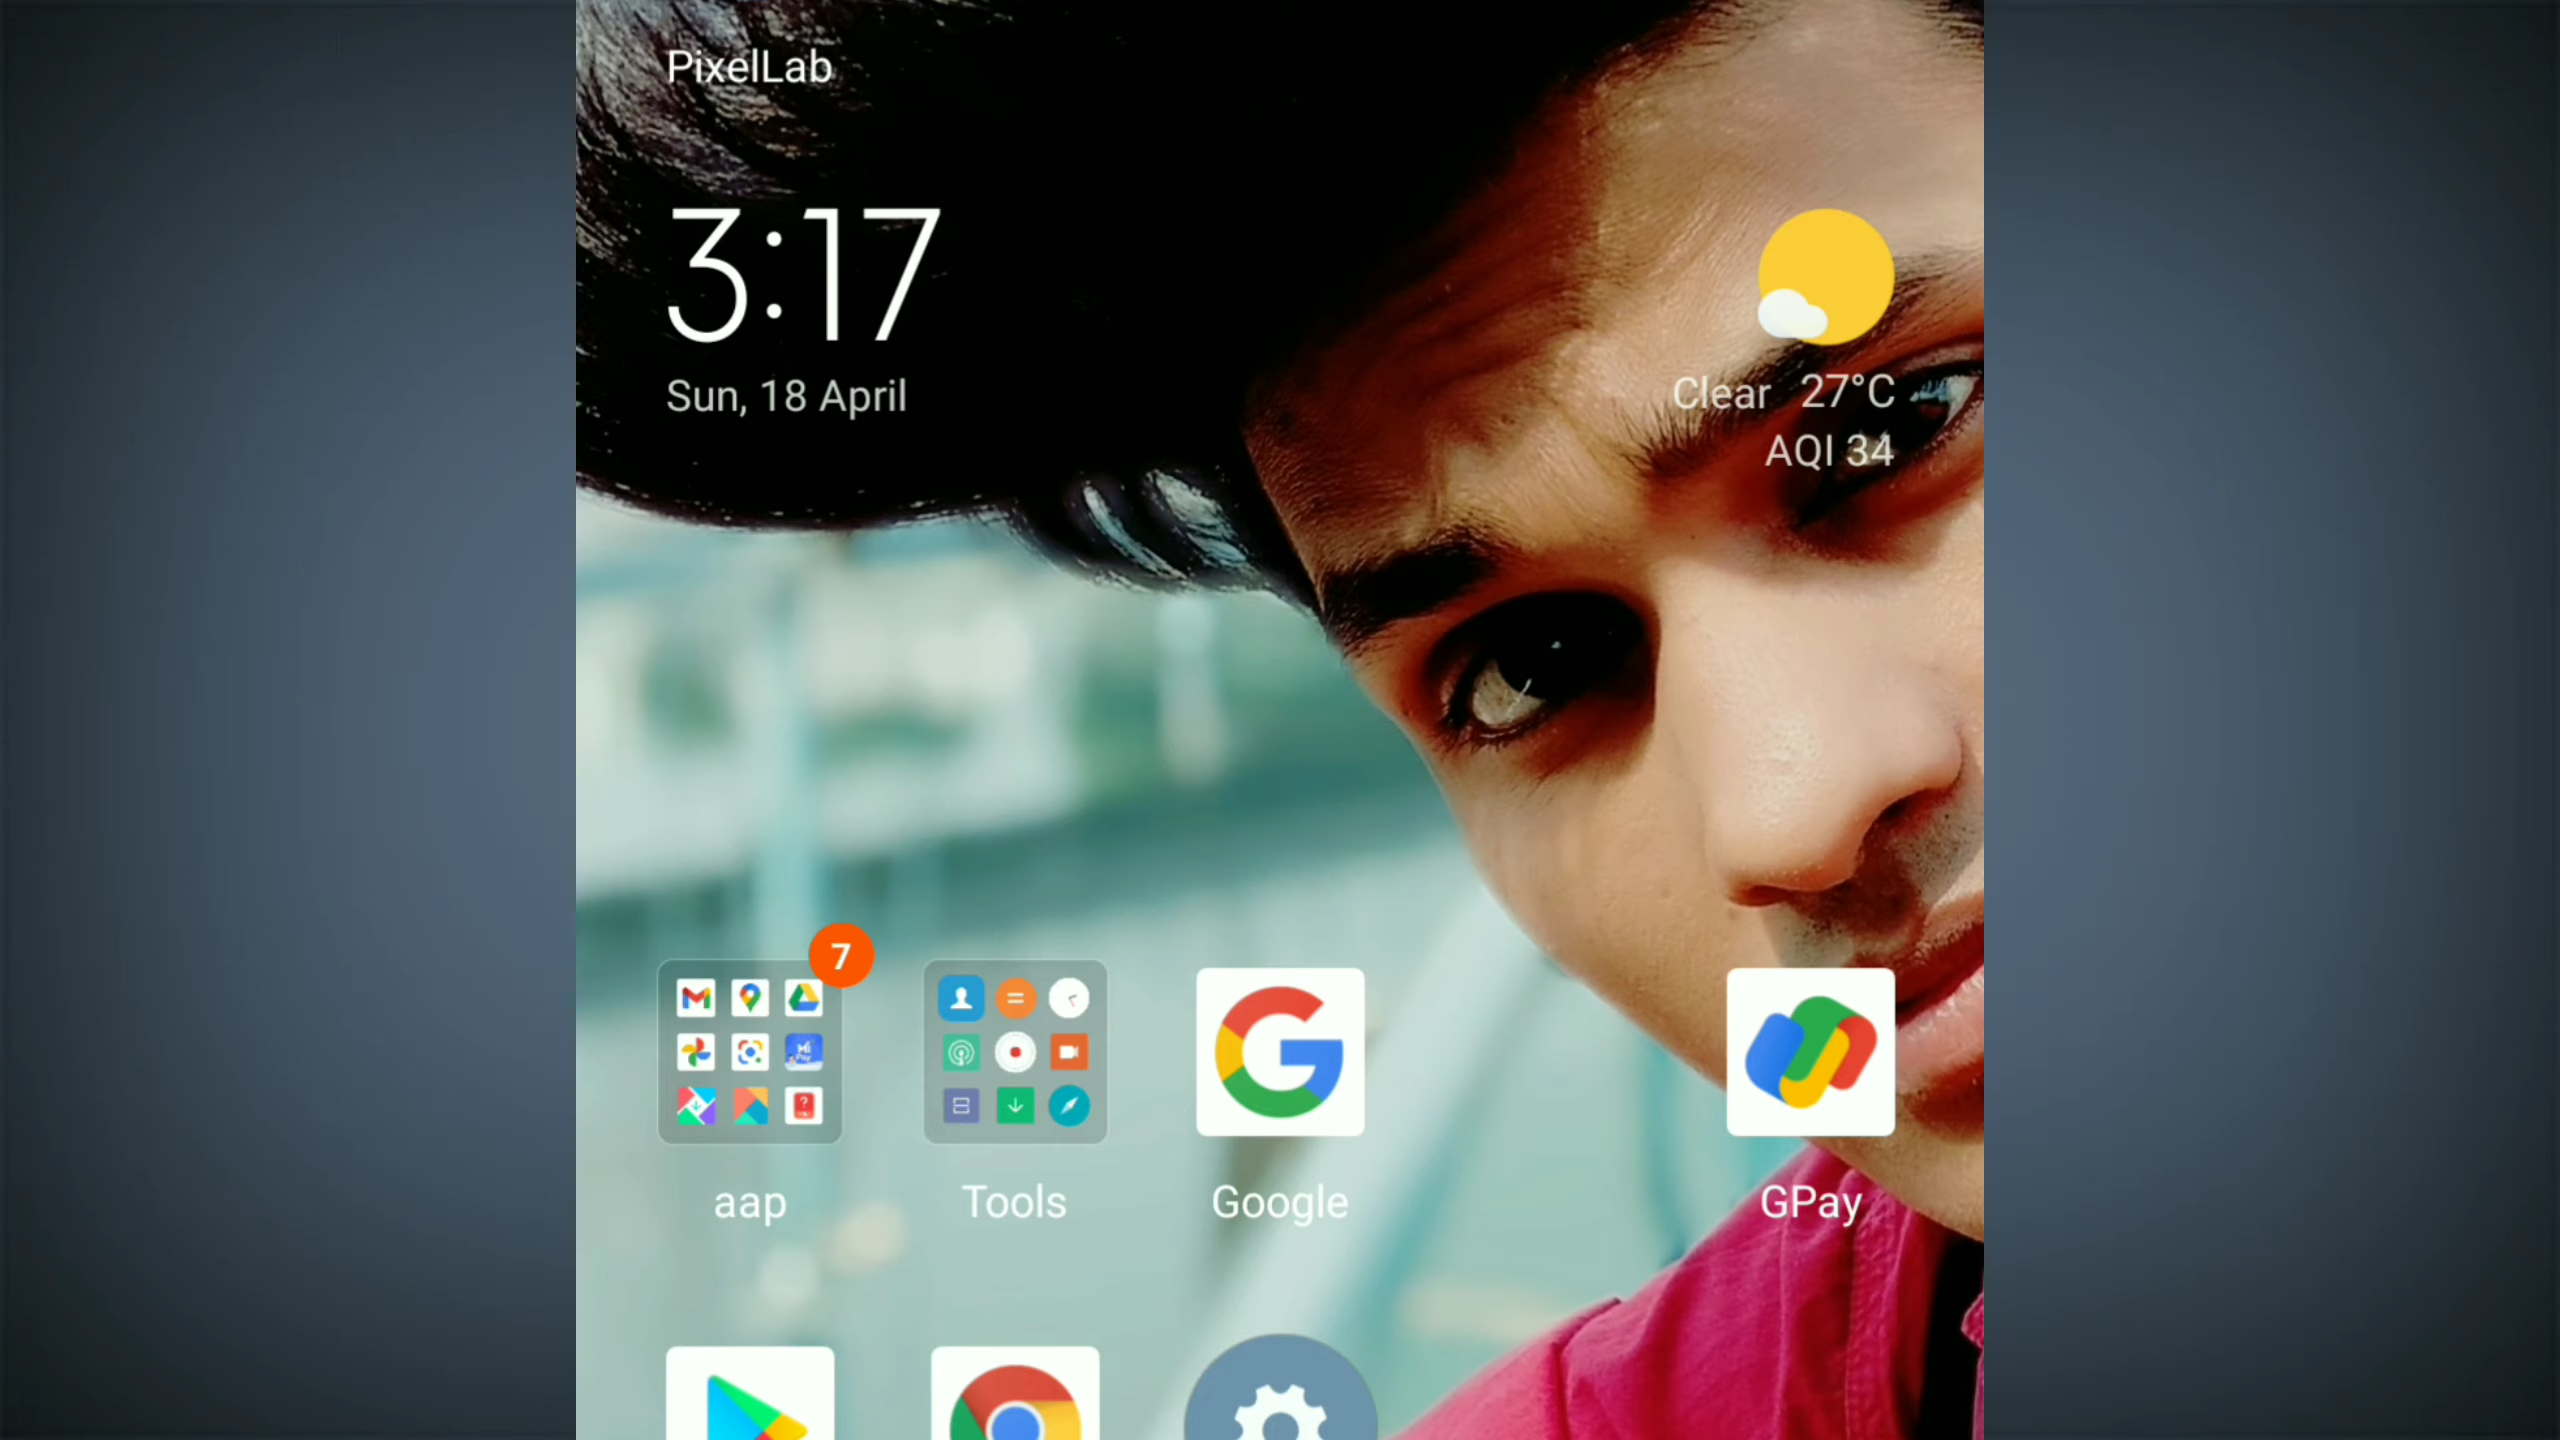 PixelLab
3:17
Sun, 18 April
Clear 27°C
AQI 34
7
aap
Tools
Google
GPay